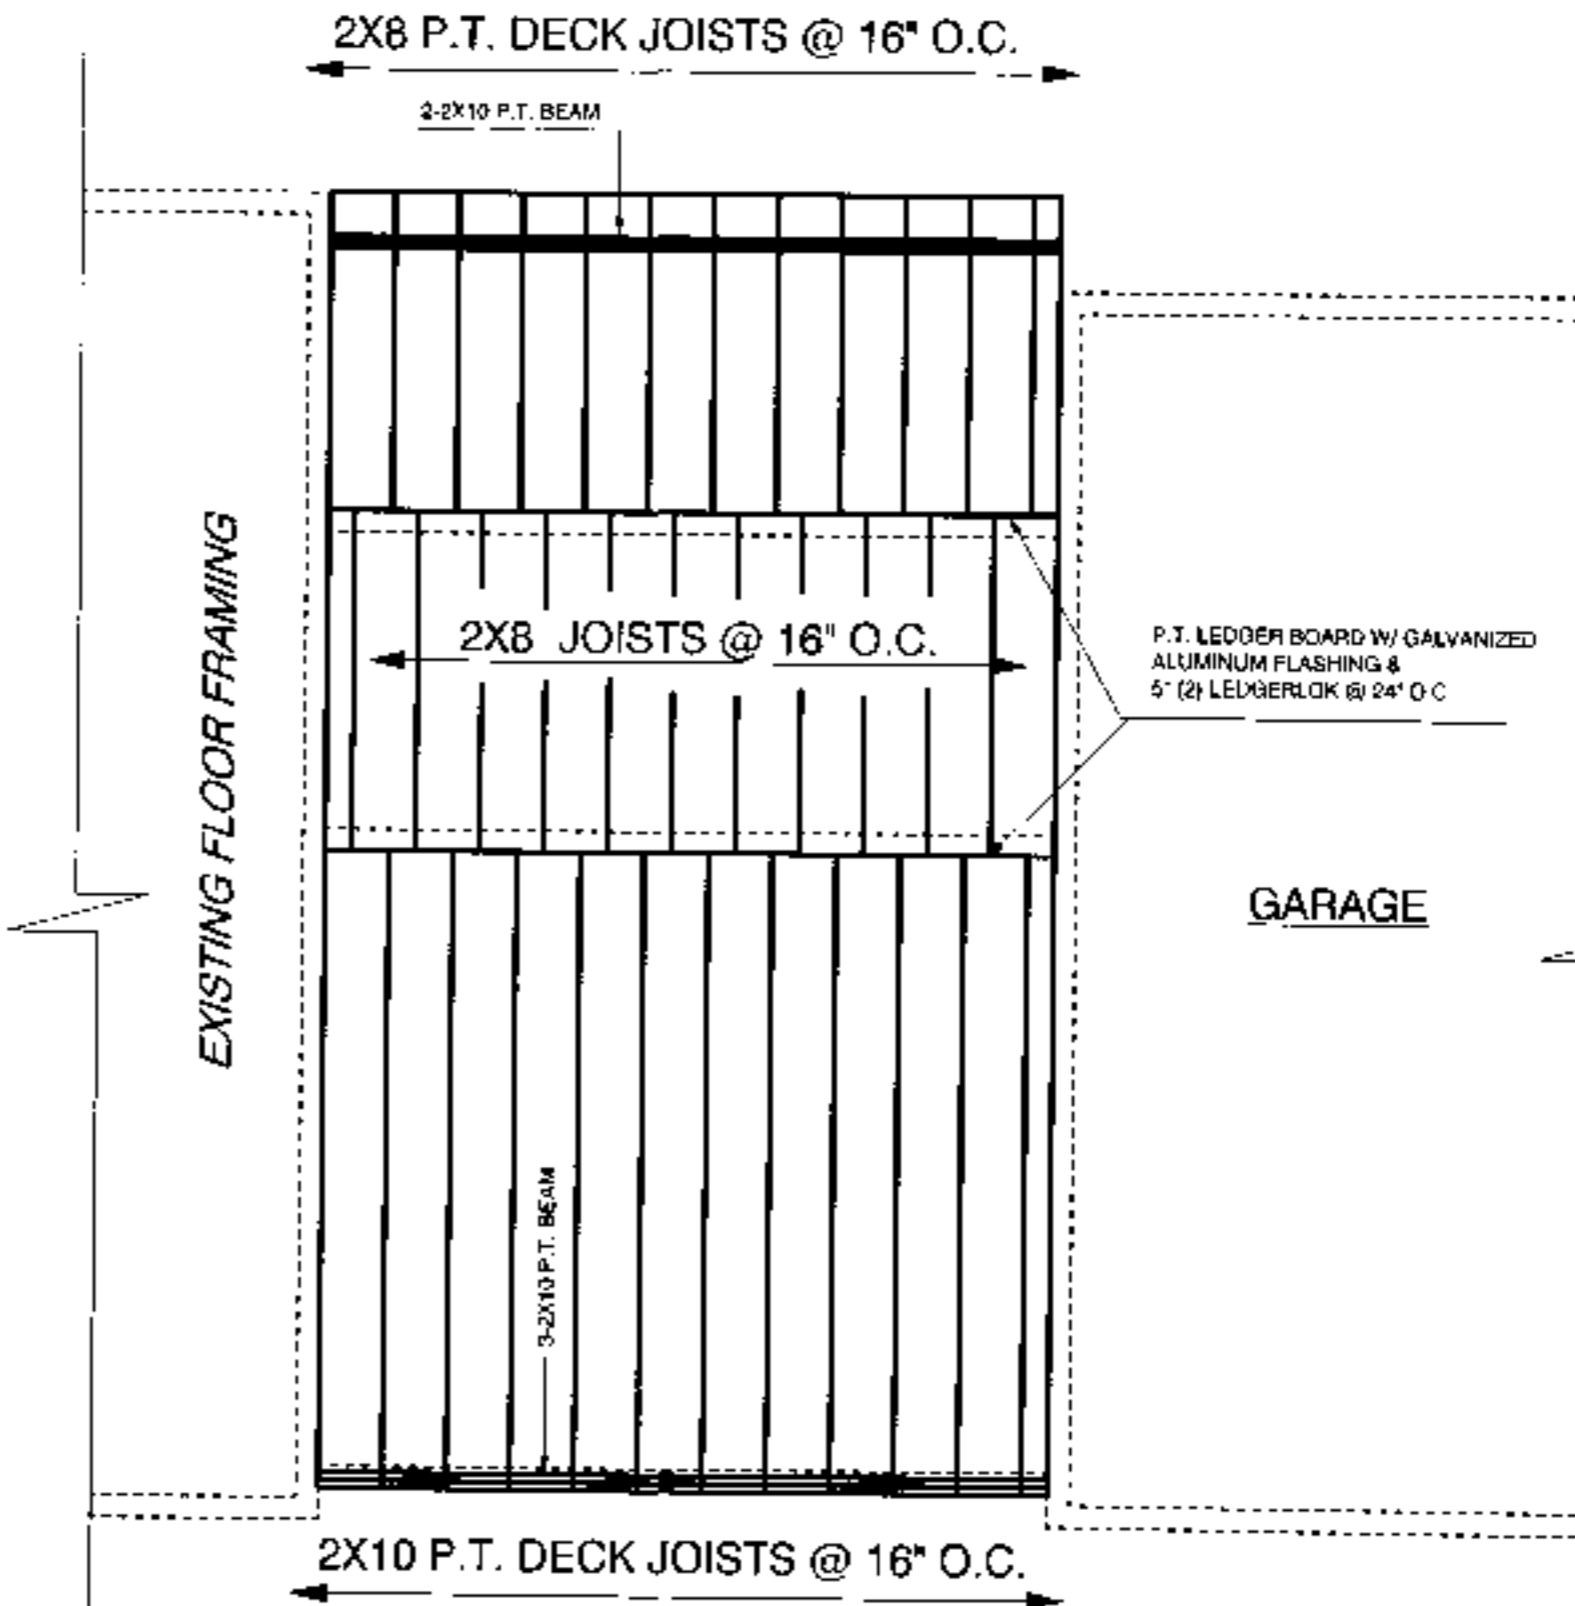 2X8 P.T. DECK JOISTS @ 16" O.C.
2-2X10 P.T. BEAM
EXISTING FLOOR FRAMING
2X8 JOISTS @ 16" O.C.
P.T. LEDGER BOARD W/ GALVANIZED
ALUMINUM FLASHING &
5" (2) LEDGERLOK @ 24" O.C
GARAGE
3-2X10 P.T. BEAM
2X10 P.T. DECK JOISTS @ 16" O.C.